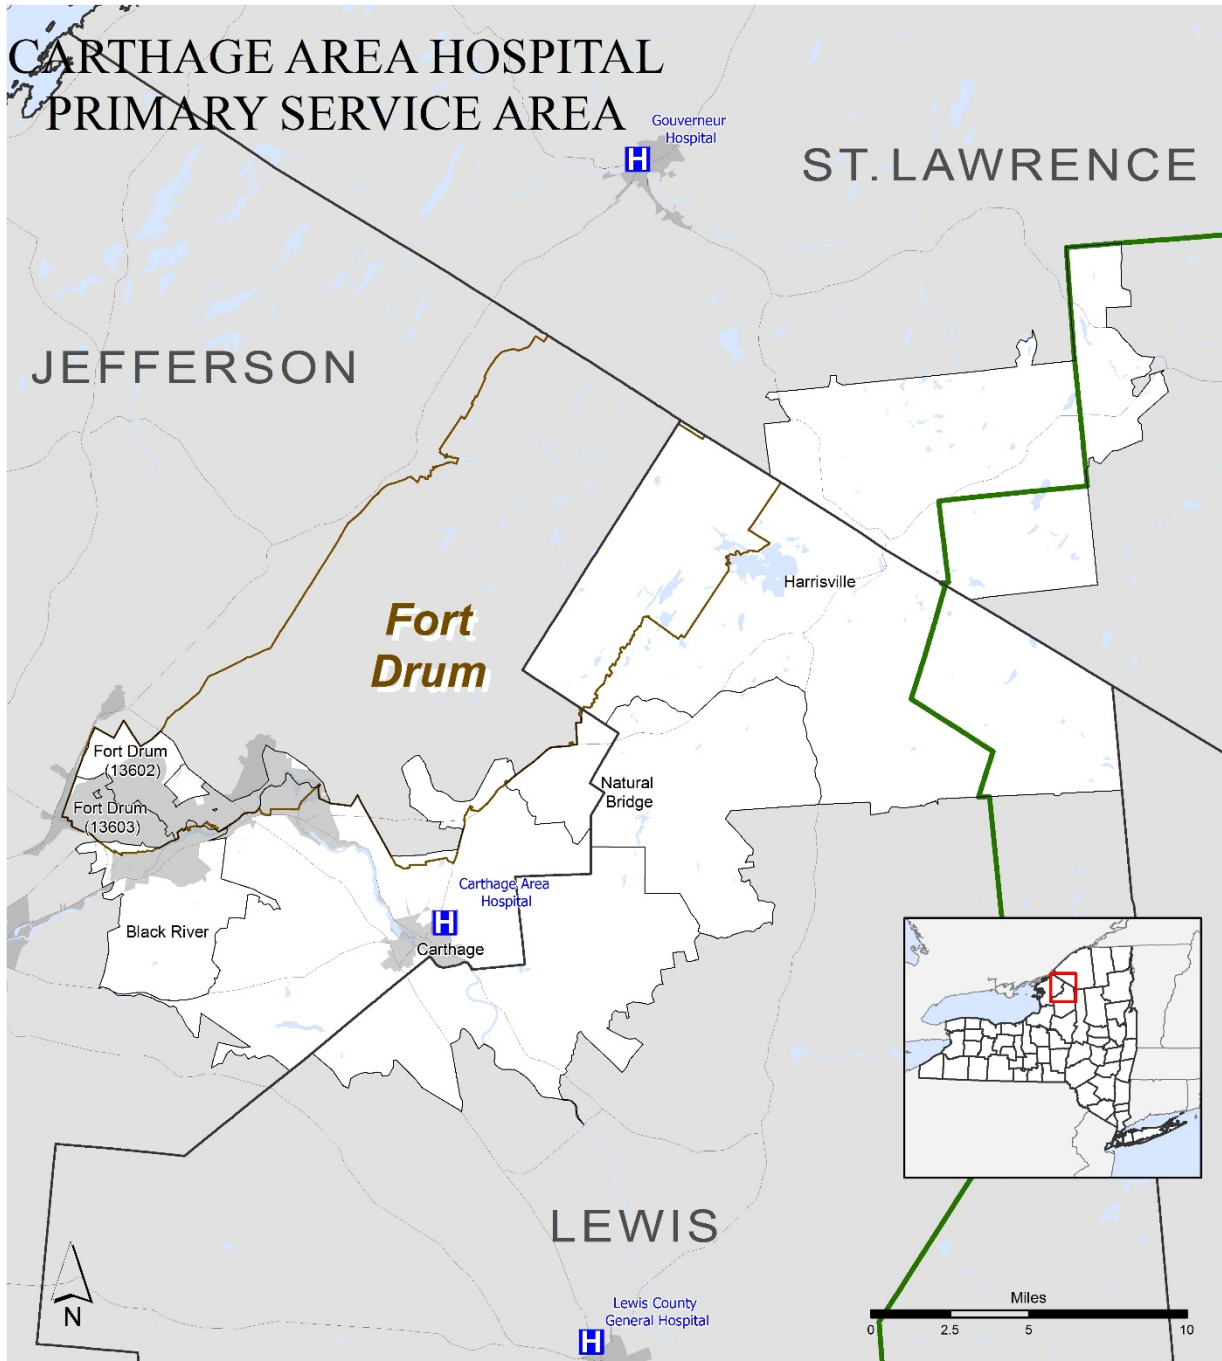 CARTHAGE AREA HOSPITAL
PRIMARY SERVICE AREA
Gouverneur
Hospital
H
ST. LAWRENCE
JEFFERSON
Harrisville
Fort
Drum
Fort Drum
(13602)
Fort Drum
(13603)
Natural
Bridge
Carthage Area
Hospital
H
Carthage
Black River
LEWIS
N
Lewis County
General Hospital
H
Miles
0 2.5 5 10